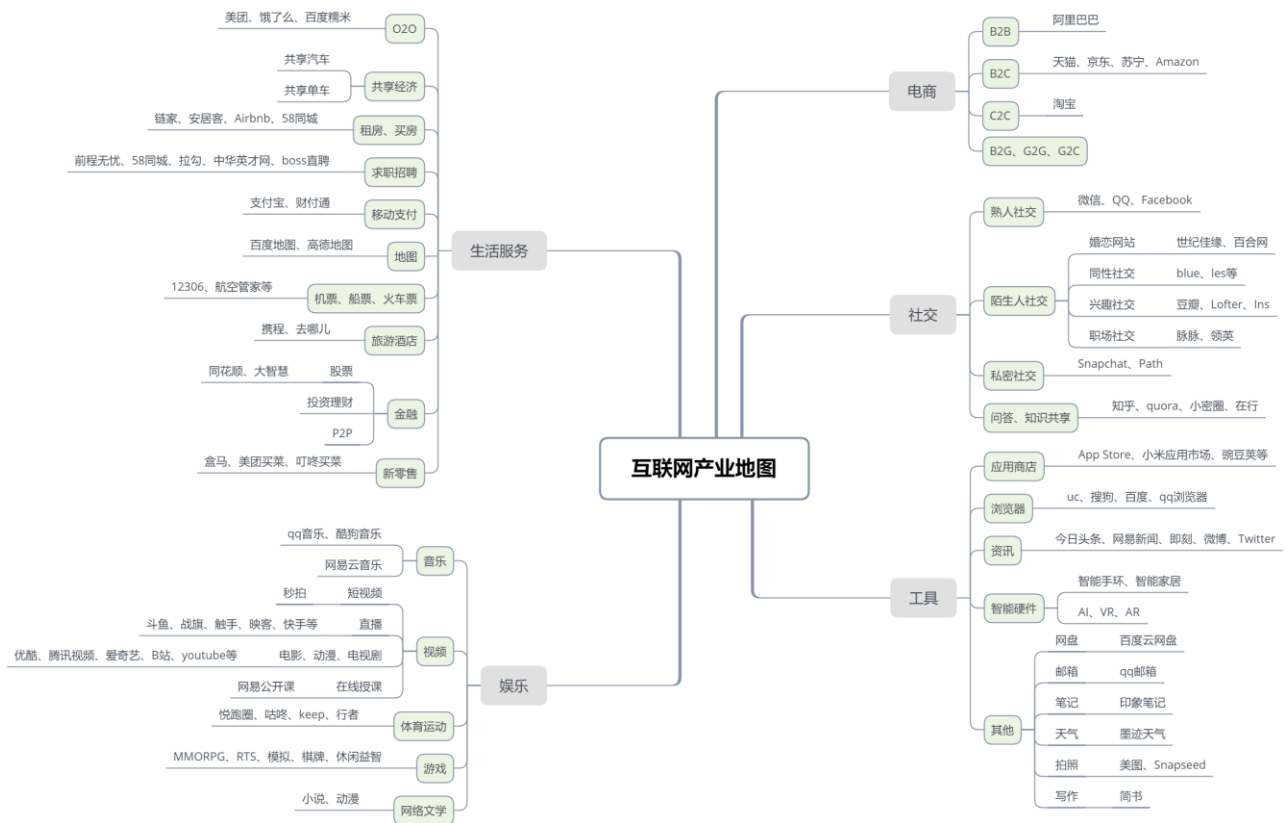 互联网产业地图
电商
B2B
阿里巴巴
B2C
天猫、京东、苏宁、Amazon
C2C
淘宝
B2G、G2G、G2C
社交
熟人社交
微信、QQ、Facebook
陌生人社交
婚恋网站
世纪佳缘、百合网
同性社交
blue、les等
兴趣社交
豆瓣、Lofter、Ins
职场社交
脉脉、领英
私密社交
Snapchat、Path
问答、知识共享
知乎、quora、小密圈、在行
工具
应用商店
App Store、小米应用市场、豌豆荚等
浏览器
uc、搜狗、百度、qq浏览器
资讯
今日头条、网易新闻、即刻、微博、Twitter
智能硬件
智能手环、智能家居
AI、VR、AR
其他
网盘
百度云网盘
邮箱
qq邮箱
笔记
印象笔记
天气
墨迹天气
拍照
美图、Snapseed
写作
简书
生活服务
O2O
美团、饿了么、百度糯米
共享经济
共享汽车
共享单车
租房、买房
链家、安居客、Airbnb、58同城
求职招聘
前程无忧、58同城、拉勾、中华英才网、boss直聘
移动支付
支付宝、财付通
地图
百度地图、高德地图
机票、船票、火车票
12306、航空管家等
旅游酒店
携程、去哪儿
金融
股票
同花顺、大智慧
投资理财
P2P
新零售
盒马、美团买菜、叮咚买菜
娱乐
音乐
qq音乐、酷狗音乐
网易云音乐
视频
短视频
秒拍
直播
斗鱼、战旗、触手、映客、快手等
电影、动漫、电视剧
优酷、腾讯视频、爱奇艺、B站、youtube等
在线授课
网易公开课
体育运动
悦跑圈、咕咚、keep、行者
游戏
MMORPG、RTS、模拟、棋牌、休闲益智
网络文学
小说、动漫